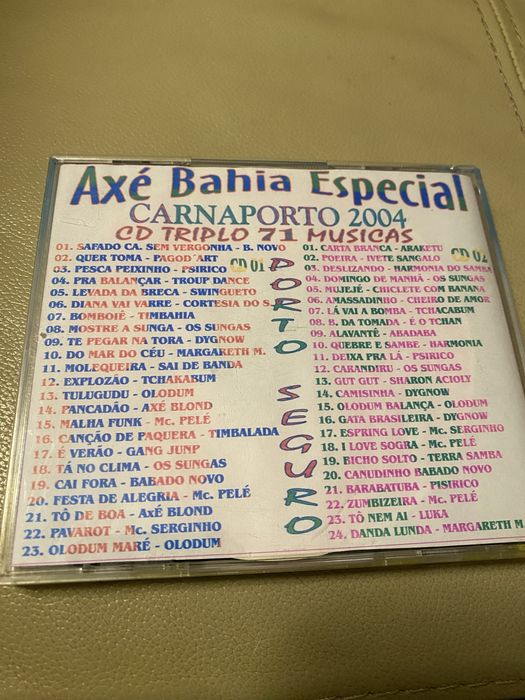 Axé Bahia Especial
CARNAPORTO 2004
CD TRIPLO 71 MUSICAS
CD 01
01. SAFADO CA. SEM VERGONHA - B. NOVO
02. QUER TOMA - PAGOD´ART
03. PESCA PEIXINHO - PSIRICO
04. PRA BALANÇAR - TROUP DANCE
05. LEVADA DA BRECA - SWINGUETO
06. DIANA VAI VARRE - CORTESIA DO S.
07. BOMBOIÊ - TIMBAHIA
08. MOSTRE A SUNGA - OS SUNGAS
09. TE PEGAR NA TORA - DYGNOW
10. DO MAR DO CÉU - MARGARETH M.
11. MOLEQUEIRA - SAI DE BANDA
12. EXPLOZÃO - TCHAKABUM
13. TULUGUDU - OLODUM
14. PANCADÃO - AXÉ BLOND
15. MALHA FUNK - Mc. PELÉ
16. CANÇÃO DE PAQUERA - TIMBALADA
17. É VERÃO - GANG JUNP
18. TÁ NO CLIMA - OS SUNGAS
19. CAI FORA - BABADO NOVO
20. FESTA DE ALEGRIA - Mc. PELÉ
21. TÔ DE BOA - AXÉ BLOND
22. PAVAROT - Mc. SERGINHO
23. OLODUM MARÉ - OLODUM
PORTO SEGURO
CD 02
01. CARTA BRANCA - ARAKETU
02. POEIRA - IVETE SANGALO
03. DESLIZANDO - HARMONIA DO SAMBA
04. DOMINGO DE MANHÃ - OS SUNGAS
05. MUJEJÊ - CHICLETE COM BANANA
06. AMASSADINHO - CHEIRO DE AMOR
07. LÁ VAI A BOMBA - TCHACABUM
08. B. DA TOMADA - É O TCHAN
09. ALAVANTÊ - ABADABA
10. QUEBRE E SAMBE - HARMONIA
11. DEIXA PRA LÁ - PSIRICO
12. CARANDIRU - OS SUNGAS
13. GUT GUT - SHARON ACIOLY
14. CAMISINHA - DYGNOW
15. OLODUM BALANÇA - OLODUM
16. GATA BRASILEIRA - DYGNOW
17. ESPRING LOVE - Mc. SERGINHO
18. I LOVE SOGRA - Mc. PELÉ
19. BICHO SOLTO - TERRA SAMBA
20. CANUDINHO BABADO NOVO
21. BARABATUBA - PISIRICO
22. ZUMBIZEIRA - Mc. PELÉ
23. TÔ NEM AI - LUKA
24. DANDA LUNDA - MARGARETH M.